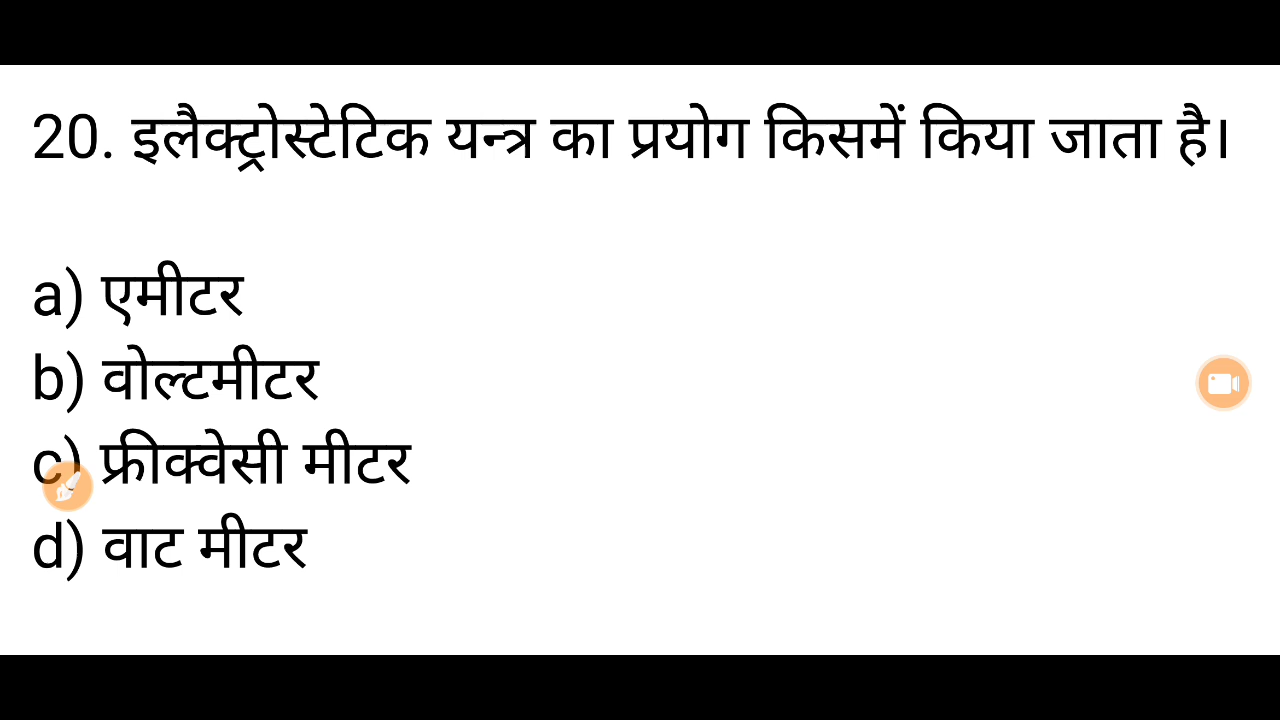 20. इलैक्ट्रोस्टेटिक यन्त्र का प्रयोग किसमें किया जाता है।
a) एमीटर
b) वोल्टमीटर
c) फ्रीक्वेसी मीटर
d) वाट मीटर